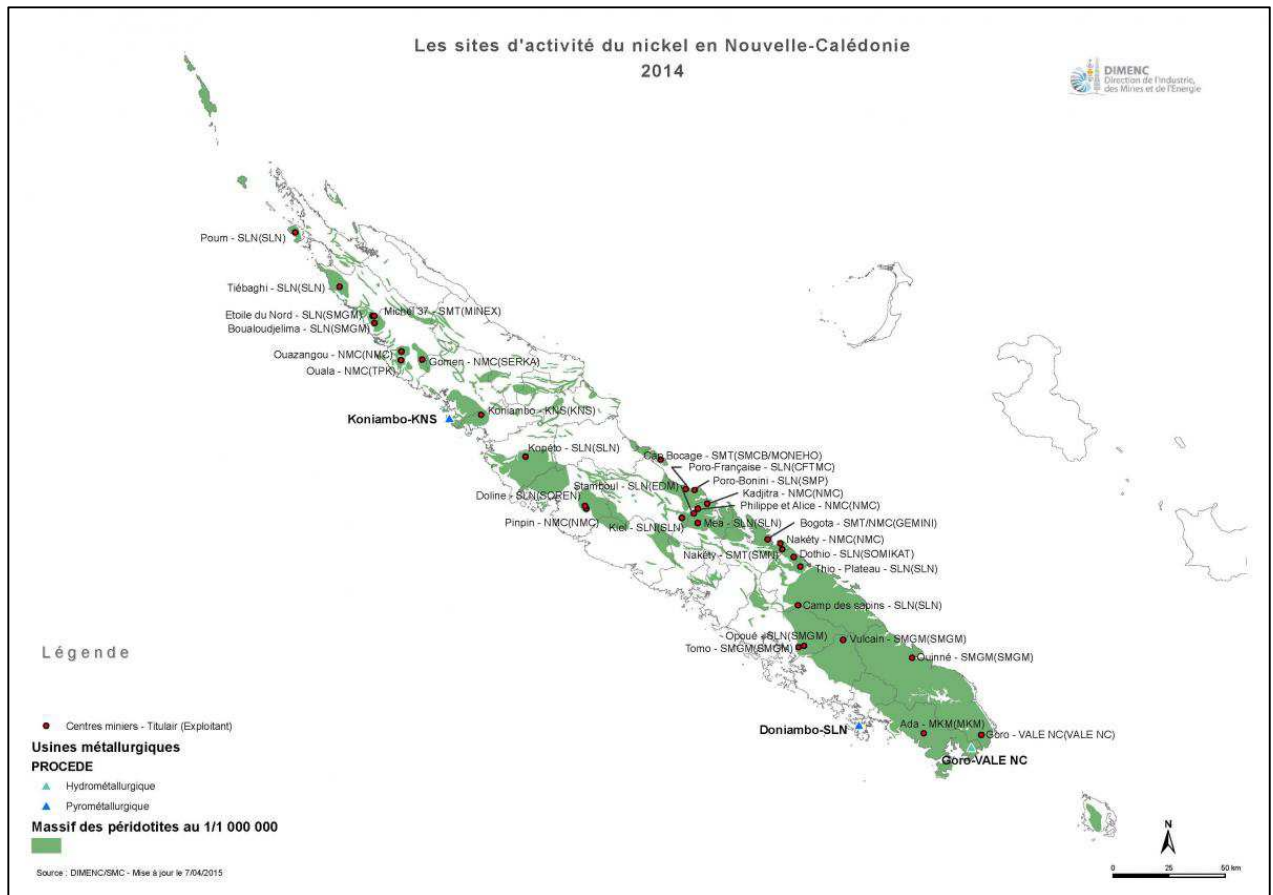 Les sites d'activité du nickel en Nouvelle-Calédonie
2014
DIMENC
Direction de l'Industrie,
des Mines et de l'Energie
Poum - SLN(SLN)
Tiébaghi - SLN(SLN)
Etoile du Nord - SLN(SMGM)
Michel 37 - SMT(MINEX)
Boualoudjelima - SLN(SMGM)
Ouazangou - NMC(NMC)
Gomen - NMC(SERKA)
Ouala - NMC(TPK)
Koniambo - KNS(KNS)
Koniambo-KNS
Kopéto - SLN(SLN)
Cap Bocage - SMT(SMCB/MONEHO)
Poro-Française - SLN(CFTMC)
Poro-Bonini - SLN(SMP)
Stamboul - SLN(EDM)
Kadjitra - NMC(NMC)
Doline - SLN(SOREN)
Philippe et Alice - NMC(NMC)
Pinpin - NMC(NMC)
Kiel - SLN(SLN)
Mea - SLN(SLN)
Bogota - SMT/NMC(GEMINI)
Nakéty - NMC(NMC)
Nakéty - SMT(SMN)
Dothio - SLN(SOMIKAT)
Thio - Plateau - SLN(SLN)
Camp des sapins - SLN(SLN)
Opoué - SLN(SMGM)
Vulcain - SMGM(SMGM)
Tomo - SMGM(SMGM)
Ouinné - SMGM(SMGM)
Ada - MKM(MKM)
Doniambo-SLN
Goro - VALE NC(VALE NC)
Goro-VALE NC
Légende
Centres miniers - Titulair (Exploitant)
Usines métallurgiques
PROCEDE
Hydrométallurgique
Pyrométallurgique
Massif des péridotites au 1/1 000 000
Source : DIMENC/SMC - Mise à jour le 7/04/2015
N
0 25 50 km